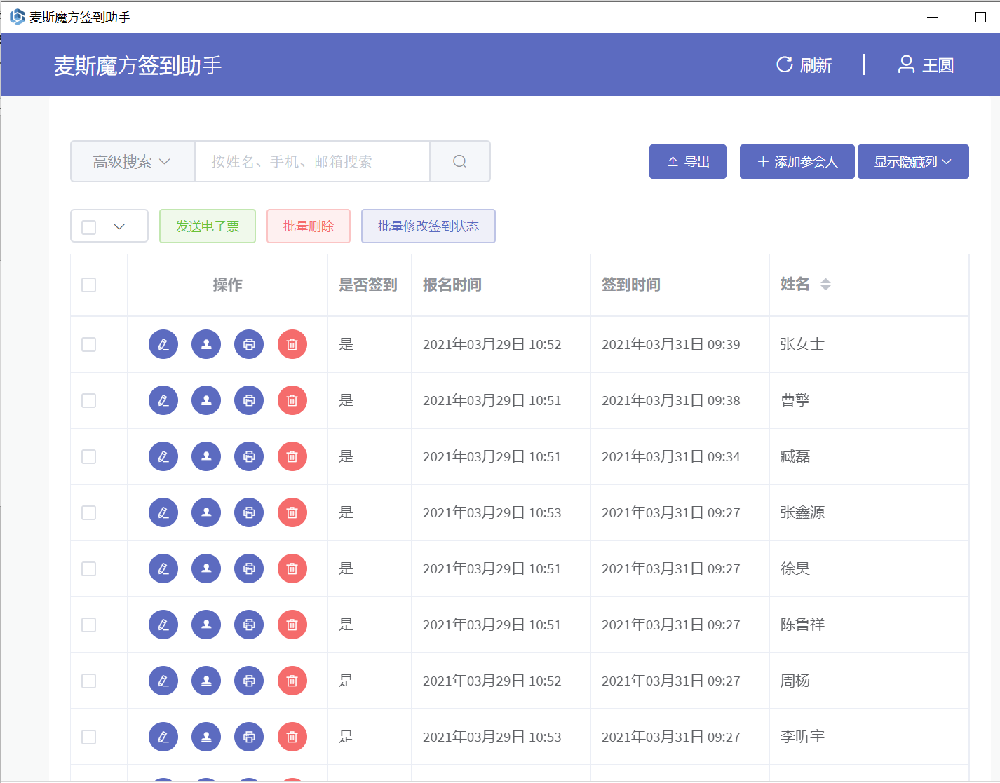 麦斯魔方签到助手
麦斯魔方签到助手 刷新 王圆
高级搜索 按姓名、手机、邮箱搜索 导出 添加参会人 显示隐藏列
发送电子票 批量删除 批量修改签到状态
操作 是否签到 报名时间 签到时间 姓名
是 2021年03月29日 10:52 2021年03月31日 09:39 张女士
是 2021年03月29日 10:51 2021年03月31日 09:38 曹擎
是 2021年03月29日 10:51 2021年03月31日 09:34 臧磊
是 2021年03月29日 10:53 2021年03月31日 09:27 张鑫源
是 2021年03月29日 10:51 2021年03月31日 09:27 徐昊
是 2021年03月29日 10:51 2021年03月31日 09:27 陈鲁祥
是 2021年03月29日 10:52 2021年03月31日 09:27 周杨
是 2021年03月29日 10:53 2021年03月31日 09:27 李昕宇